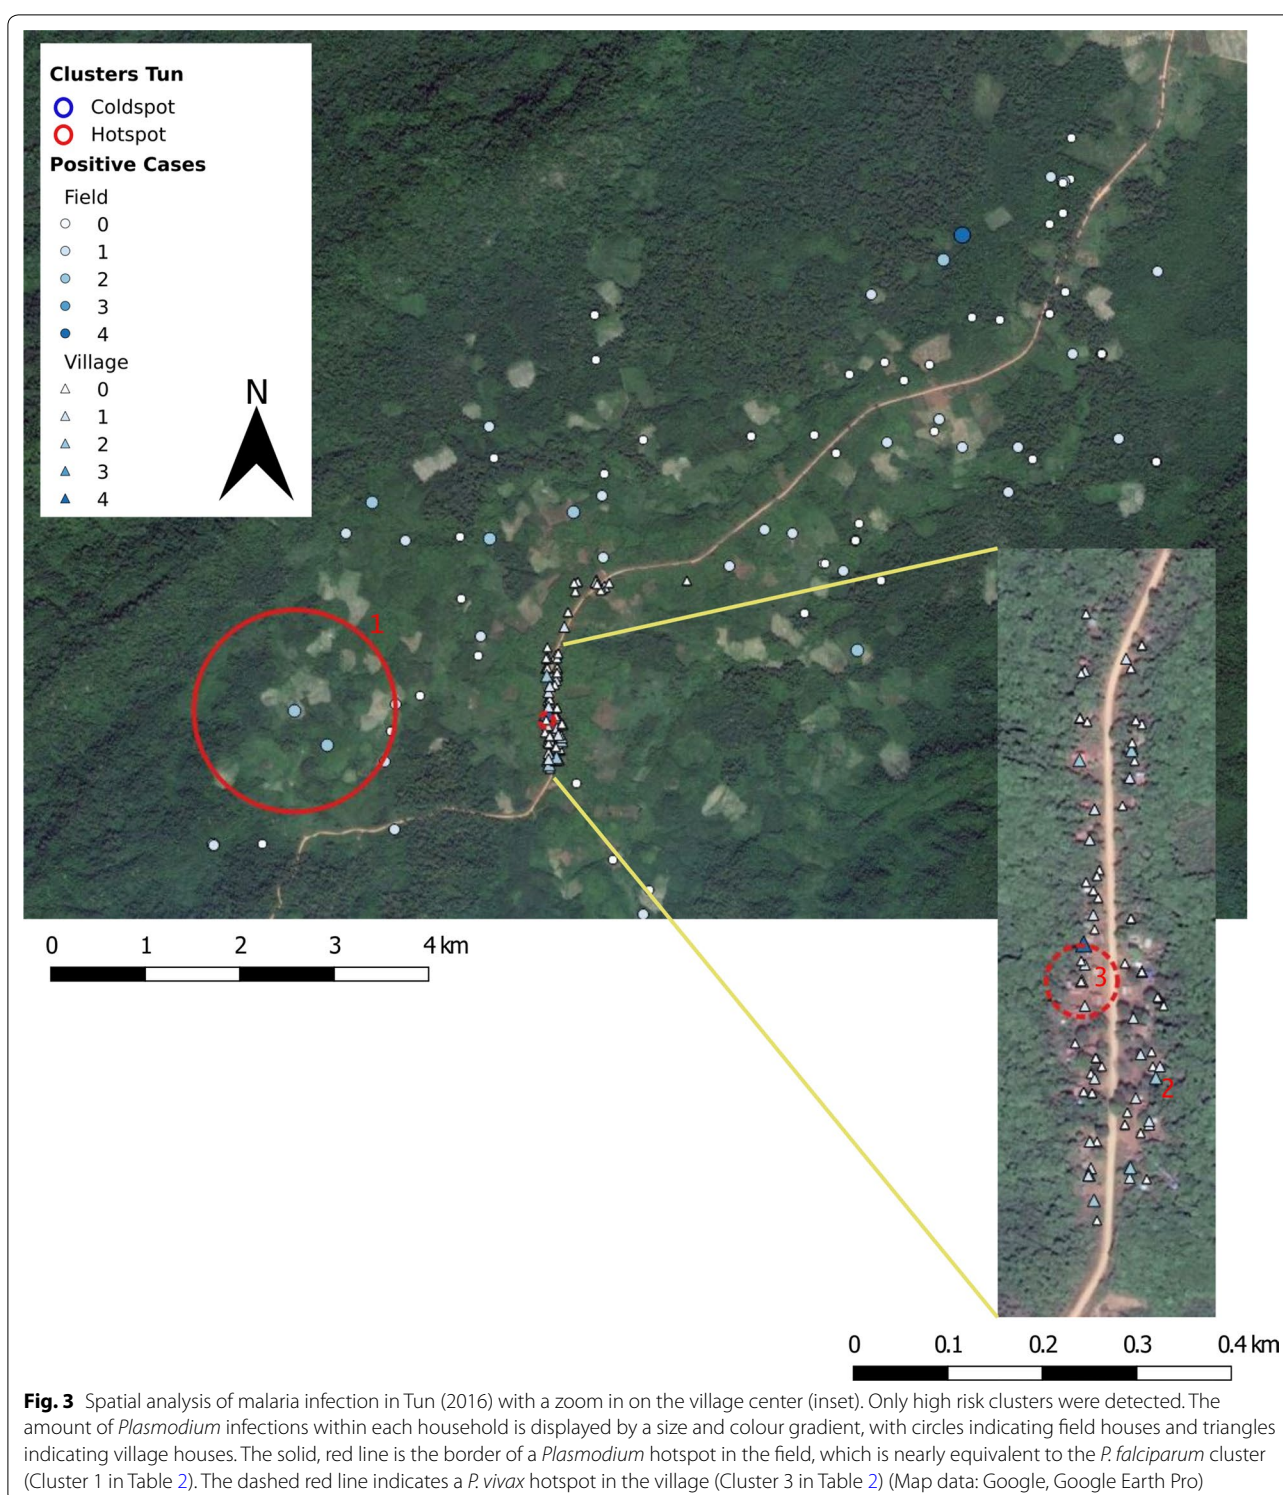 Clusters Tun
Coldspot
Hotspot
Positive Cases
Field
0
1
2
3
4
Village
0
1
2
3
4
N
1
3
2
0 1 2 3 4 km
0 0.1 0.2 0.3 0.4 km
Fig. 3 Spatial analysis of malaria infection in Tun (2016) with a zoom in on the village center (inset). Only high risk clusters were detected. The
amount of Plasmodium infections within each household is displayed by a size and colour gradient, with circles indicating field houses and triangles
indicating village houses. The solid, red line is the border of a Plasmodium hotspot in the field, which is nearly equivalent to the P. falciparum cluster
(Cluster 1 in Table 2). The dashed red line indicates a P. vivax hotspot in the village (Cluster 3 in Table 2) (Map data: Google, Google Earth Pro)